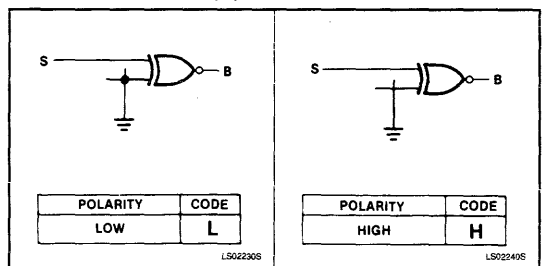 S B
POLARITY CODE
LOW L
LS02230S
S B
POLARITY CODE
HIGH H
LS02240S